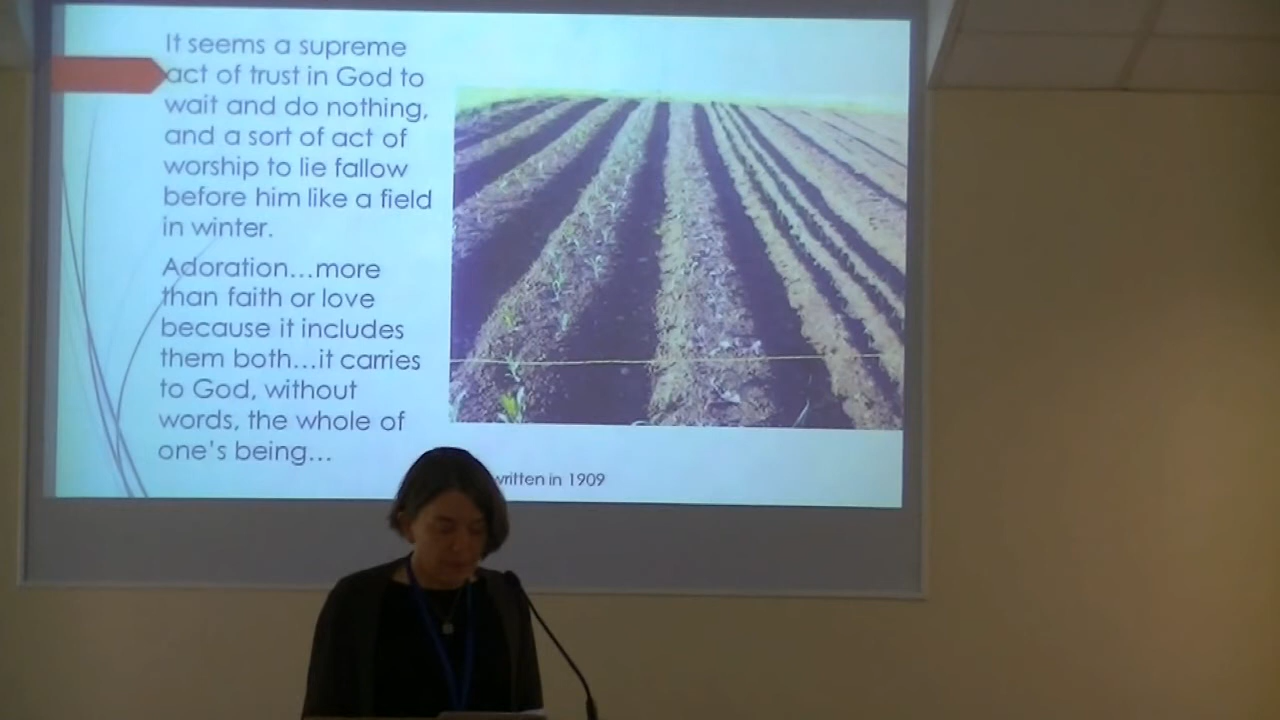 It seems a supreme
act of trust in God to
wait and do nothing,
and a sort of act of
worship to lie fallow
before him like a field
in winter.
Adoration…more
than faith or love
because it includes
them both…it carries
to God, without
words, the whole of
one's being…
written in 1909